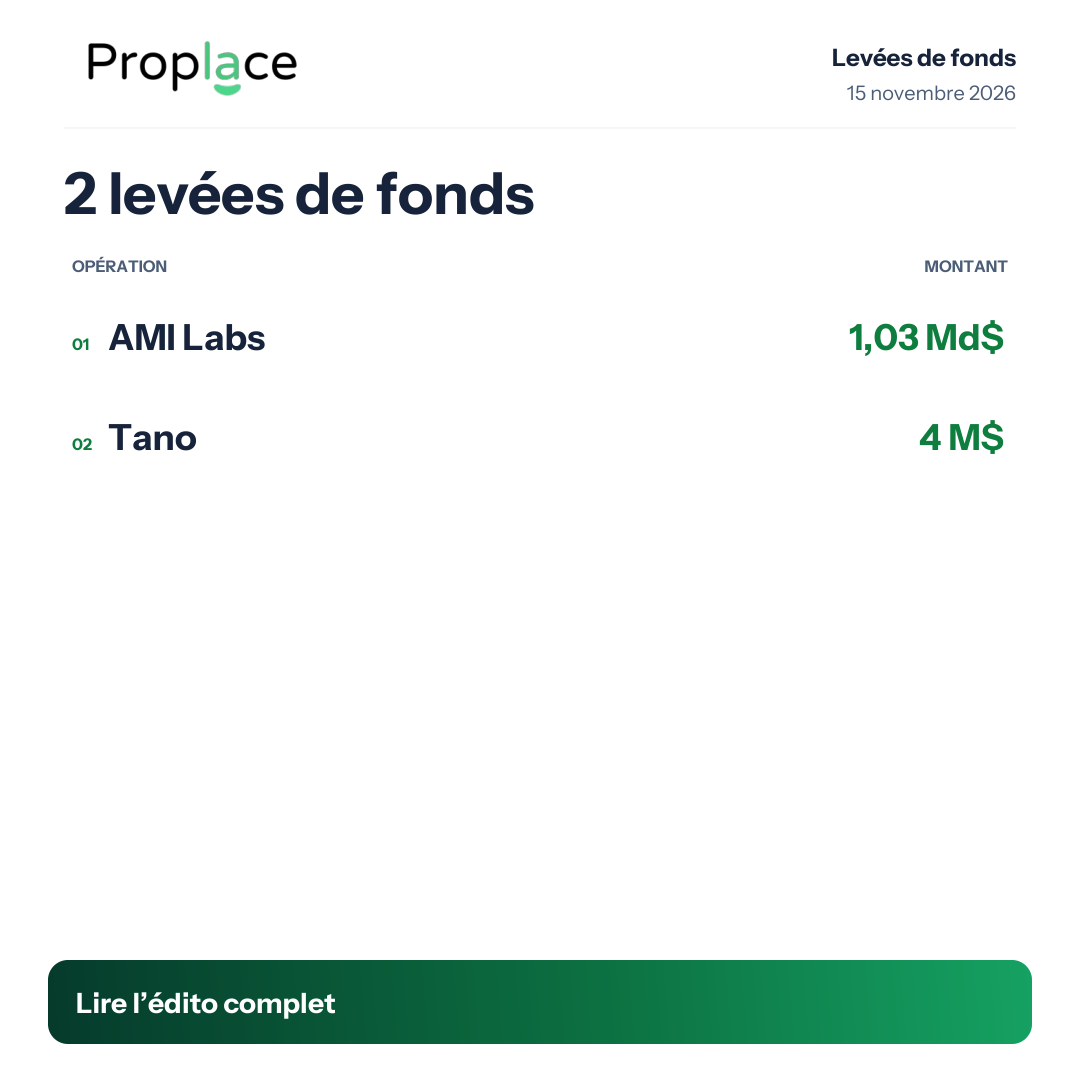 Proplace
Levées de fonds
15 novembre 2026
2 levées de fonds
OPÉRATION
MONTANT
01 AMI Labs
1,03 Md$
02 Tano
4 M$
Lire l’édito complet